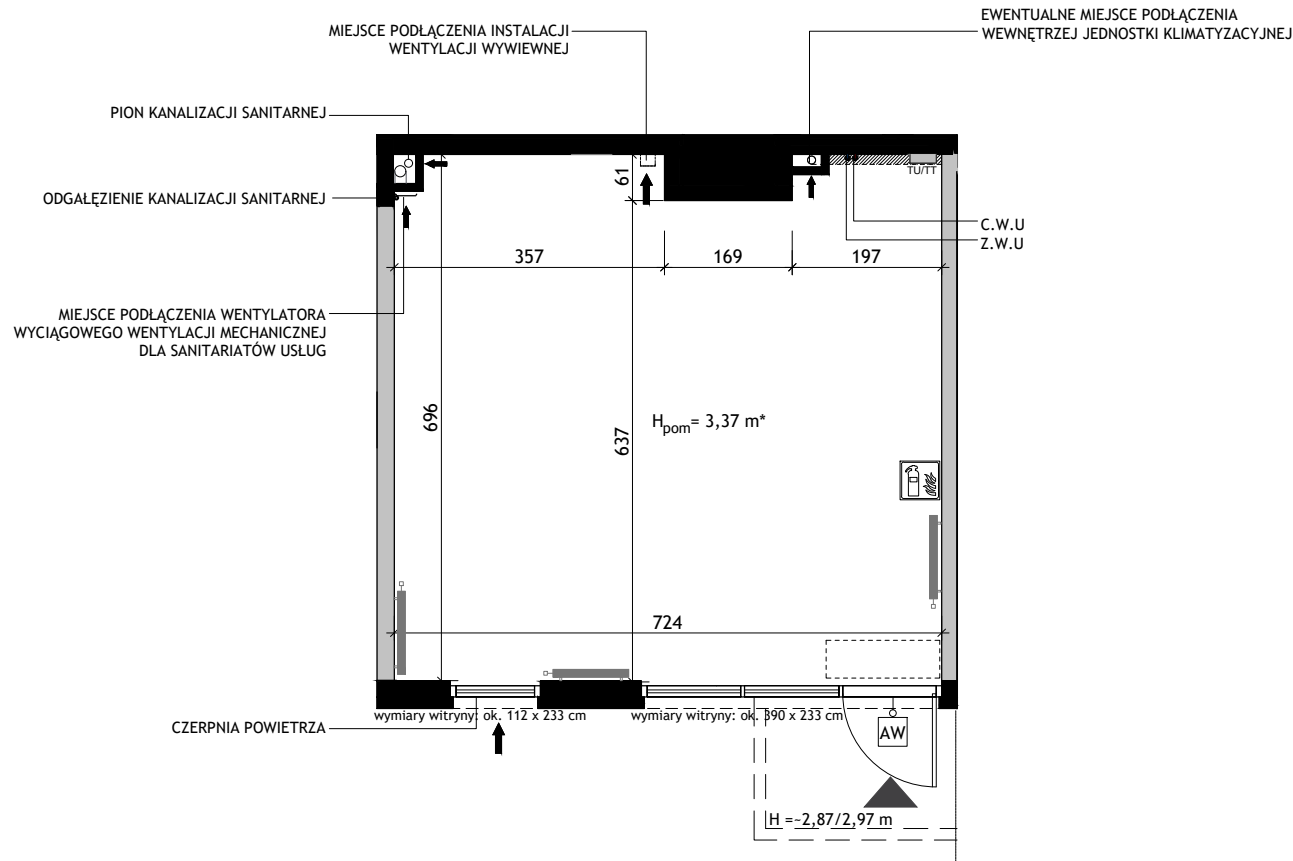 MIEJSCE PODŁĄCZENIA INSTALACJI
WENTYLACJI WYWIEWNEJ
EWENTUALNE MIEJSCE PODŁĄCZENIA
WEWNĘTRZEJ JEDNOSTKI KLIMATYZACYJNEJ
PION KANALIZACJI SANITARNEJ
ODGAŁĘZIENIE KANALIZACJI SANITARNEJ
61
TU/TT
C.W.U
Z.W.U
357
169
197
MIEJSCE PODŁĄCZENIA WENTYLATORA
WYCIĄGOWEGO WENTYLACJI MECHANICZNEJ
DLA SANITARIATÓW USŁUG
696
637
Hpom= 3,37 m*
724
wymiary witryny: ok. 112 x 233 cm
wymiary witryny: ok. 390 x 233 cm
CZERPNIA POWIETRZA
AW
H =~2,87/2,97 m